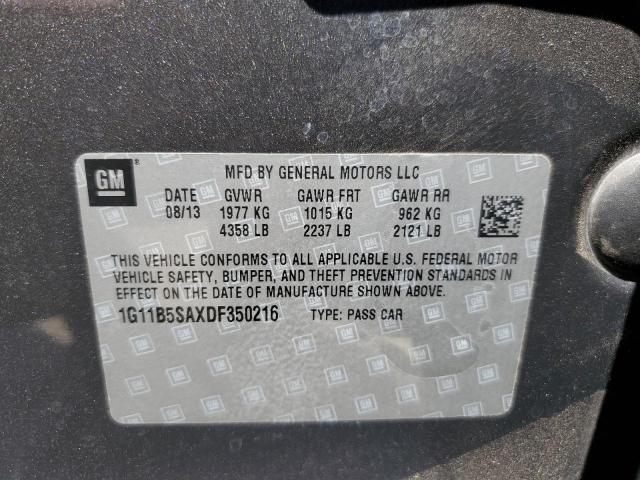 GM ®
MFD BY GENERAL MOTORS LLC
DATE GVWR GAWR FRT GAWR RR
08/13 1977 KG 1015 KG 962 KG
4358 LB 2237 LB 2121 LB
THIS VEHICLE CONFORMS TO ALL APPLICABLE U.S. FEDERAL MOTOR
VEHICLE SAFETY, BUMPER, AND THEFT PREVENTION STANDARDS IN
EFFECT ON THE DATE OF MANUFACTURE SHOWN ABOVE.
1G11B5SAXDF350216 TYPE: PASS CAR